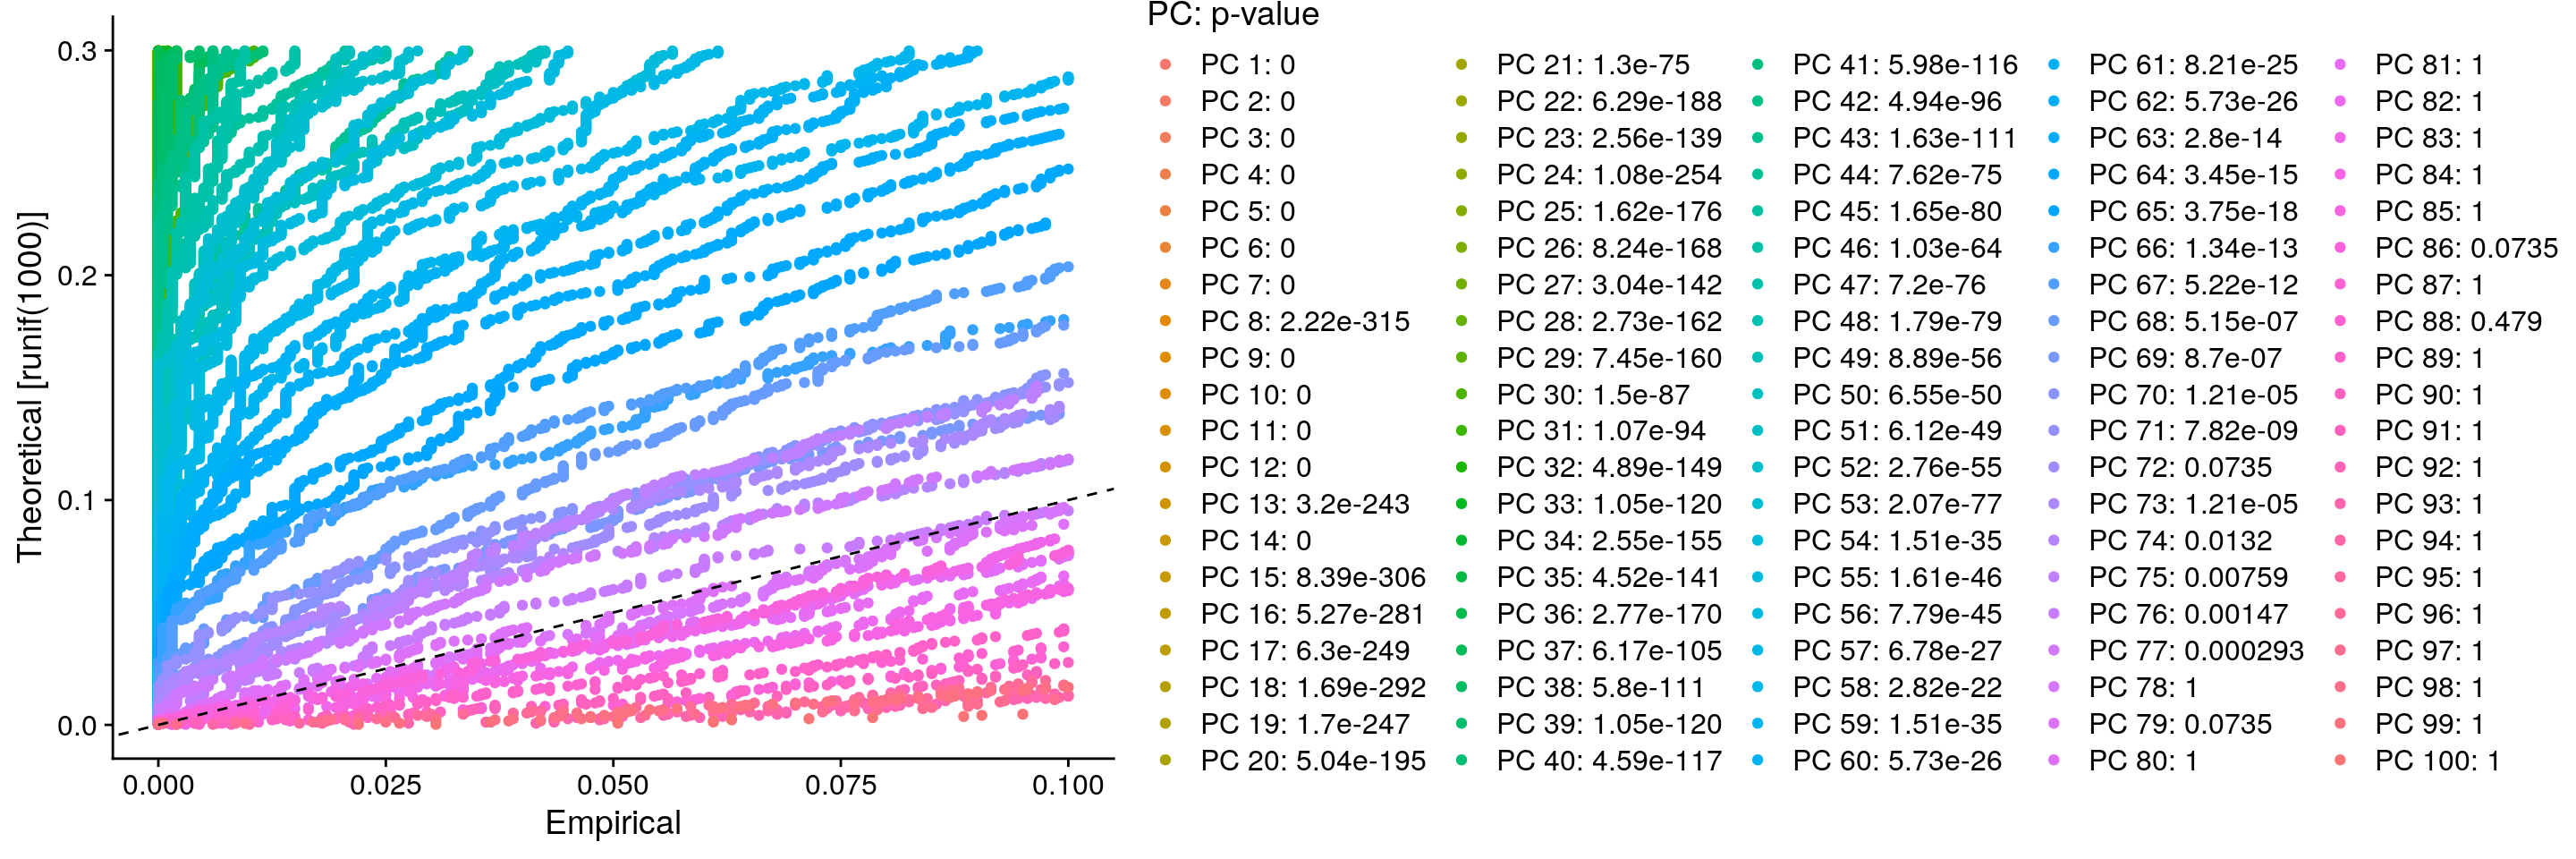 PC: p-value
0.3
0.2
0.1
0.0
Theoretical [runif(1000)]
0.000 0.025 0.050 0.075 0.100
Empirical
PC 1: 0
PC 2: 0
PC 3: 0
PC 4: 0
PC 5: 0
PC 6: 0
PC 7: 0
PC 8: 2.22e-315
PC 9: 0
PC 10: 0
PC 11: 0
PC 12: 0
PC 13: 3.2e-243
PC 14: 0
PC 15: 8.39e-306
PC 16: 5.27e-281
PC 17: 6.3e-249
PC 18: 1.69e-292
PC 19: 1.7e-247
PC 20: 5.04e-195
PC 21: 1.3e-75
PC 22: 6.29e-188
PC 23: 2.56e-139
PC 24: 1.08e-254
PC 25: 1.62e-176
PC 26: 8.24e-168
PC 27: 3.04e-142
PC 28: 2.73e-162
PC 29: 7.45e-160
PC 30: 1.5e-87
PC 31: 1.07e-94
PC 32: 4.89e-149
PC 33: 1.05e-120
PC 34: 2.55e-155
PC 35: 4.52e-141
PC 36: 2.77e-170
PC 37: 6.17e-105
PC 38: 5.8e-111
PC 39: 1.05e-120
PC 40: 4.59e-117
PC 41: 5.98e-116
PC 42: 4.94e-96
PC 43: 1.63e-111
PC 44: 7.62e-75
PC 45: 1.65e-80
PC 46: 1.03e-64
PC 47: 7.2e-76
PC 48: 1.79e-79
PC 49: 8.89e-56
PC 50: 6.55e-50
PC 51: 6.12e-49
PC 52: 2.76e-55
PC 53: 2.07e-77
PC 54: 1.51e-35
PC 55: 1.61e-46
PC 56: 7.79e-45
PC 57: 6.78e-27
PC 58: 2.82e-22
PC 59: 1.51e-35
PC 60: 5.73e-26
PC 61: 8.21e-25
PC 62: 5.73e-26
PC 63: 2.8e-14
PC 64: 3.45e-15
PC 65: 3.75e-18
PC 66: 1.34e-13
PC 67: 5.22e-12
PC 68: 5.15e-07
PC 69: 8.7e-07
PC 70: 1.21e-05
PC 71: 7.82e-09
PC 72: 0.0735
PC 73: 1.21e-05
PC 74: 0.0132
PC 75: 0.00759
PC 76: 0.00147
PC 77: 0.000293
PC 78: 1
PC 79: 0.0735
PC 80: 1
PC 81: 1
PC 82: 1
PC 83: 1
PC 84: 1
PC 85: 1
PC 86: 0.0735
PC 87: 1
PC 88: 0.479
PC 89: 1
PC 90: 1
PC 91: 1
PC 92: 1
PC 93: 1
PC 94: 1
PC 95: 1
PC 96: 1
PC 97: 1
PC 98: 1
PC 99: 1
PC 100: 1